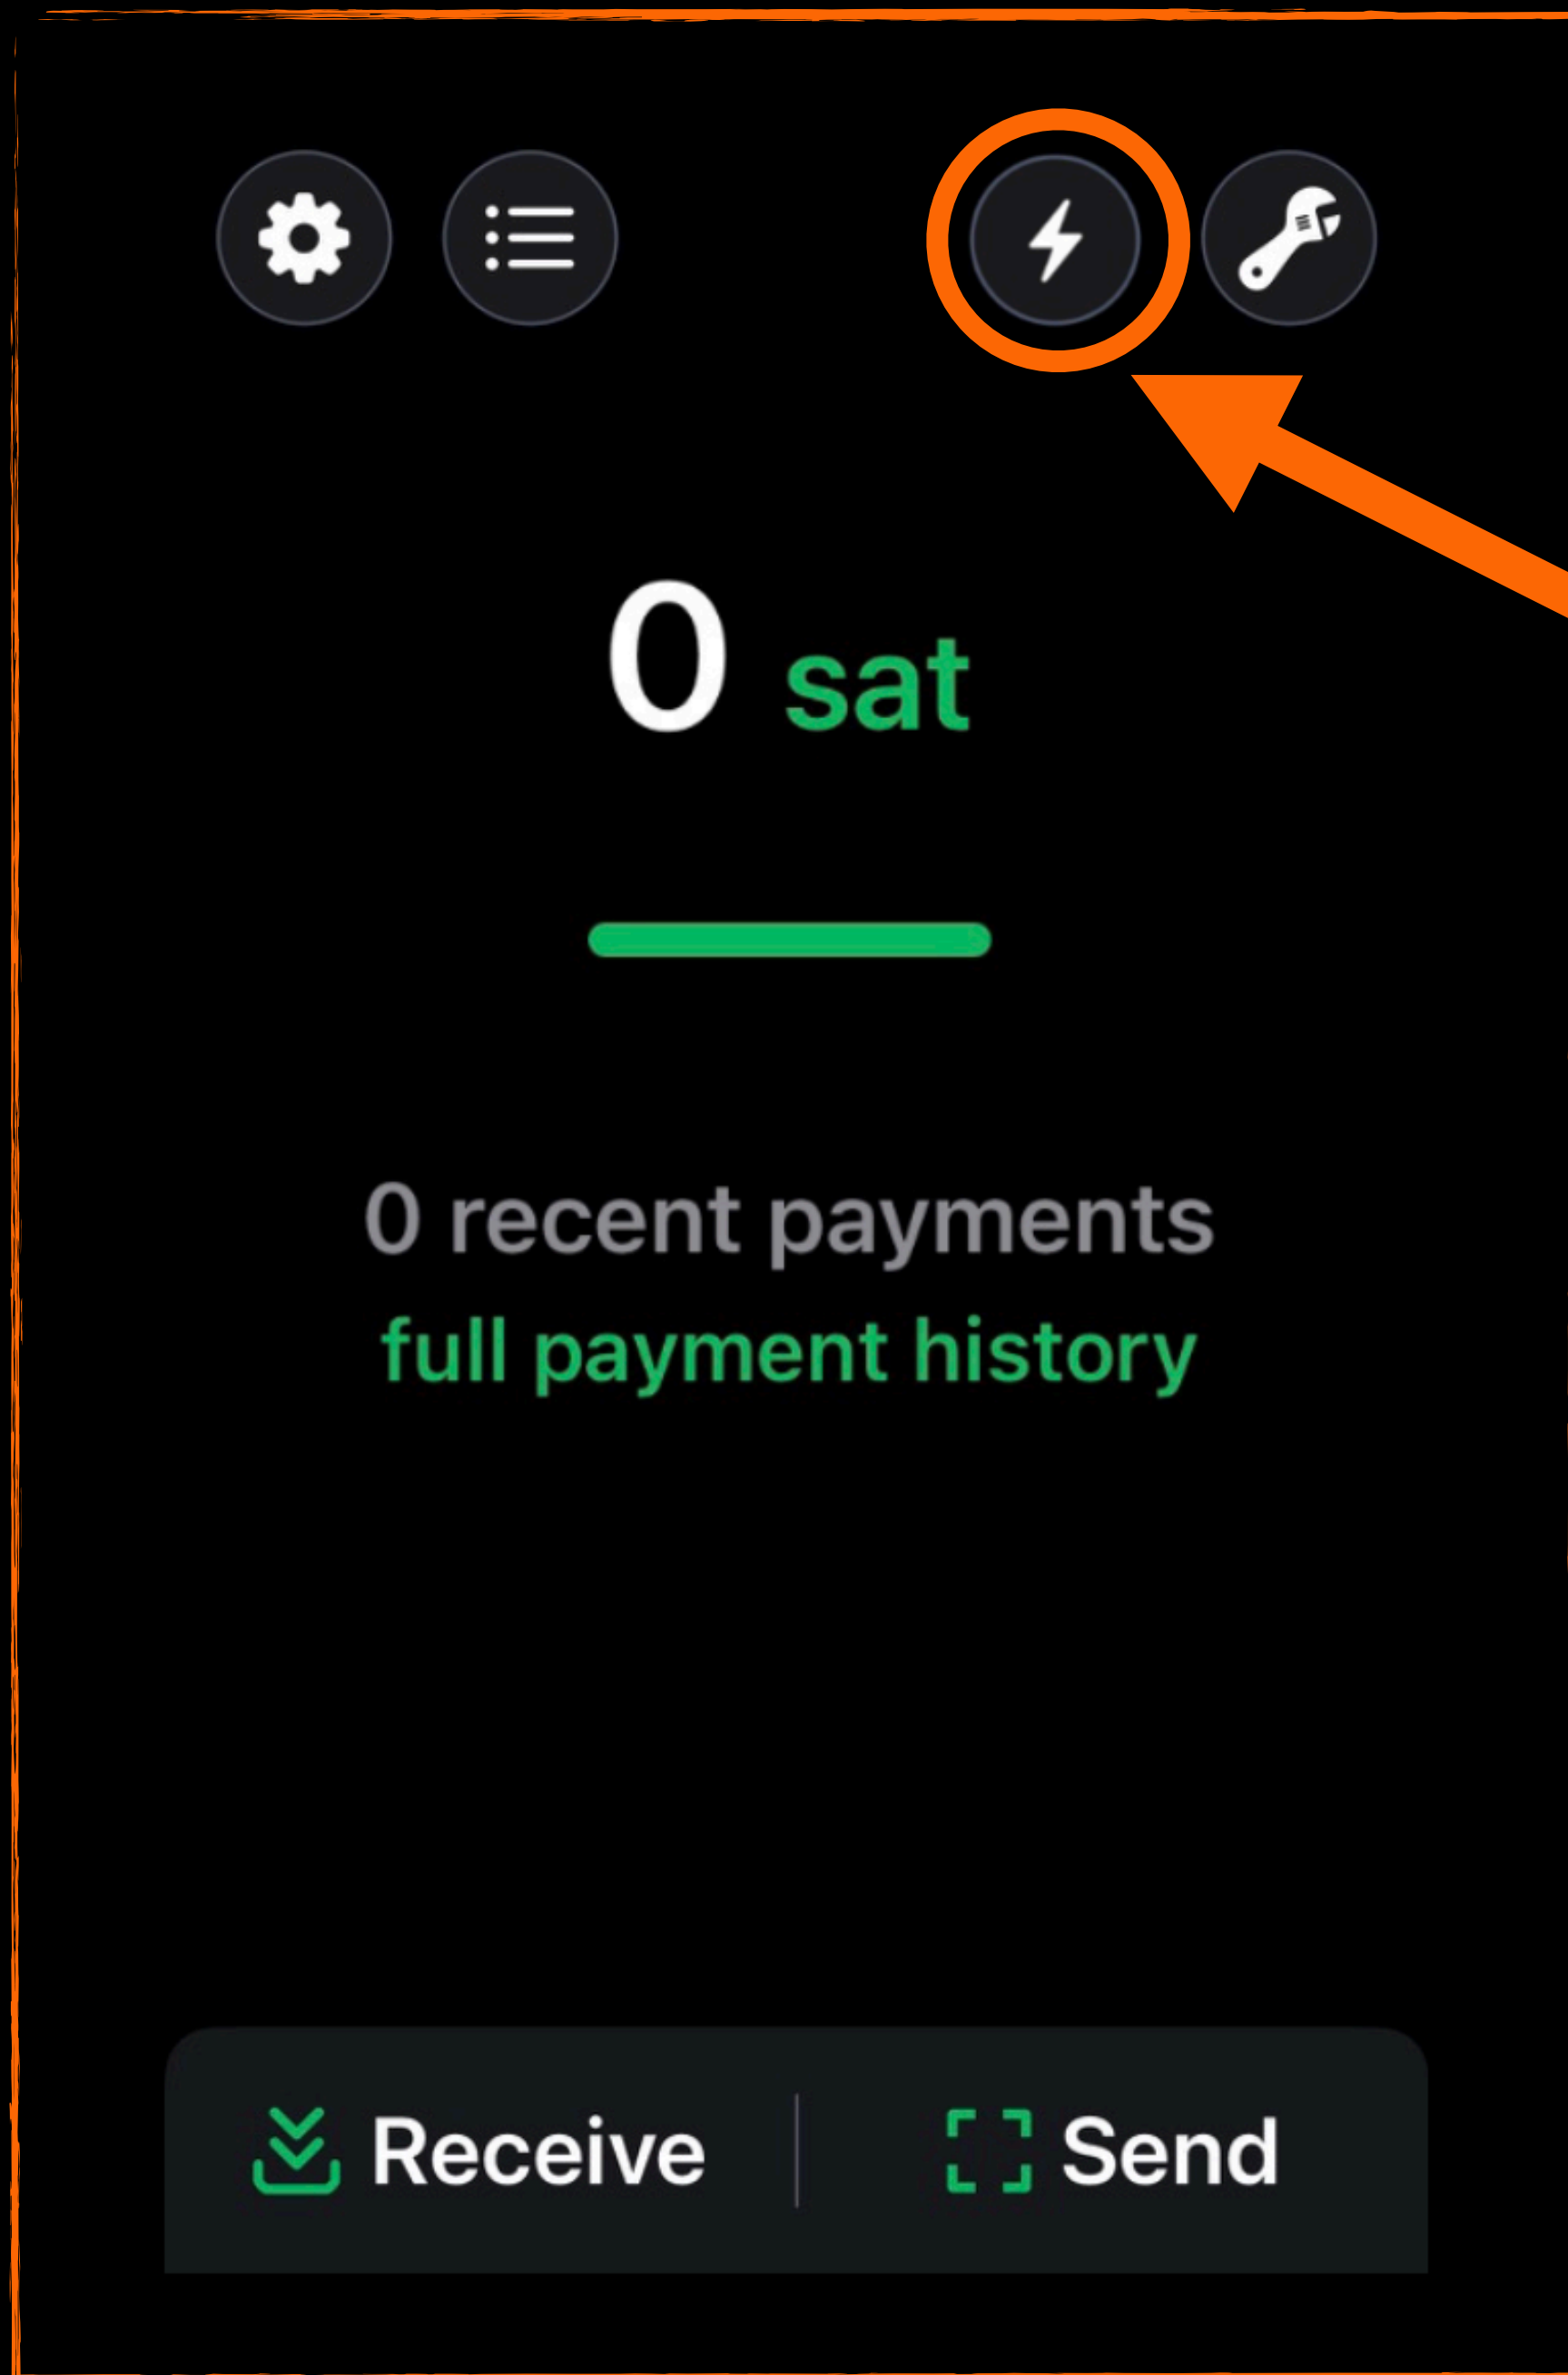 0 sat
0 recent payments
full payment history
Receive
Send